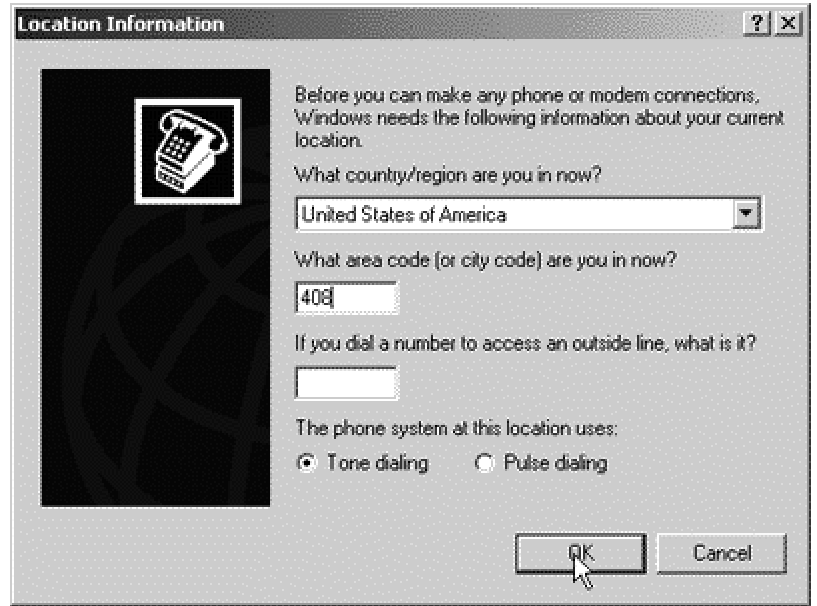 Location Information
Before you can make any phone or modem connections,
Windows needs the following information about your current
location.
What country/region are you in now?
United States of America
What area code (or city code) are you in now?
408
If you dial a number to access an outside line, what is it?
The phone system at this location uses:
Tone dialing Pulse dialing
OK Cancel